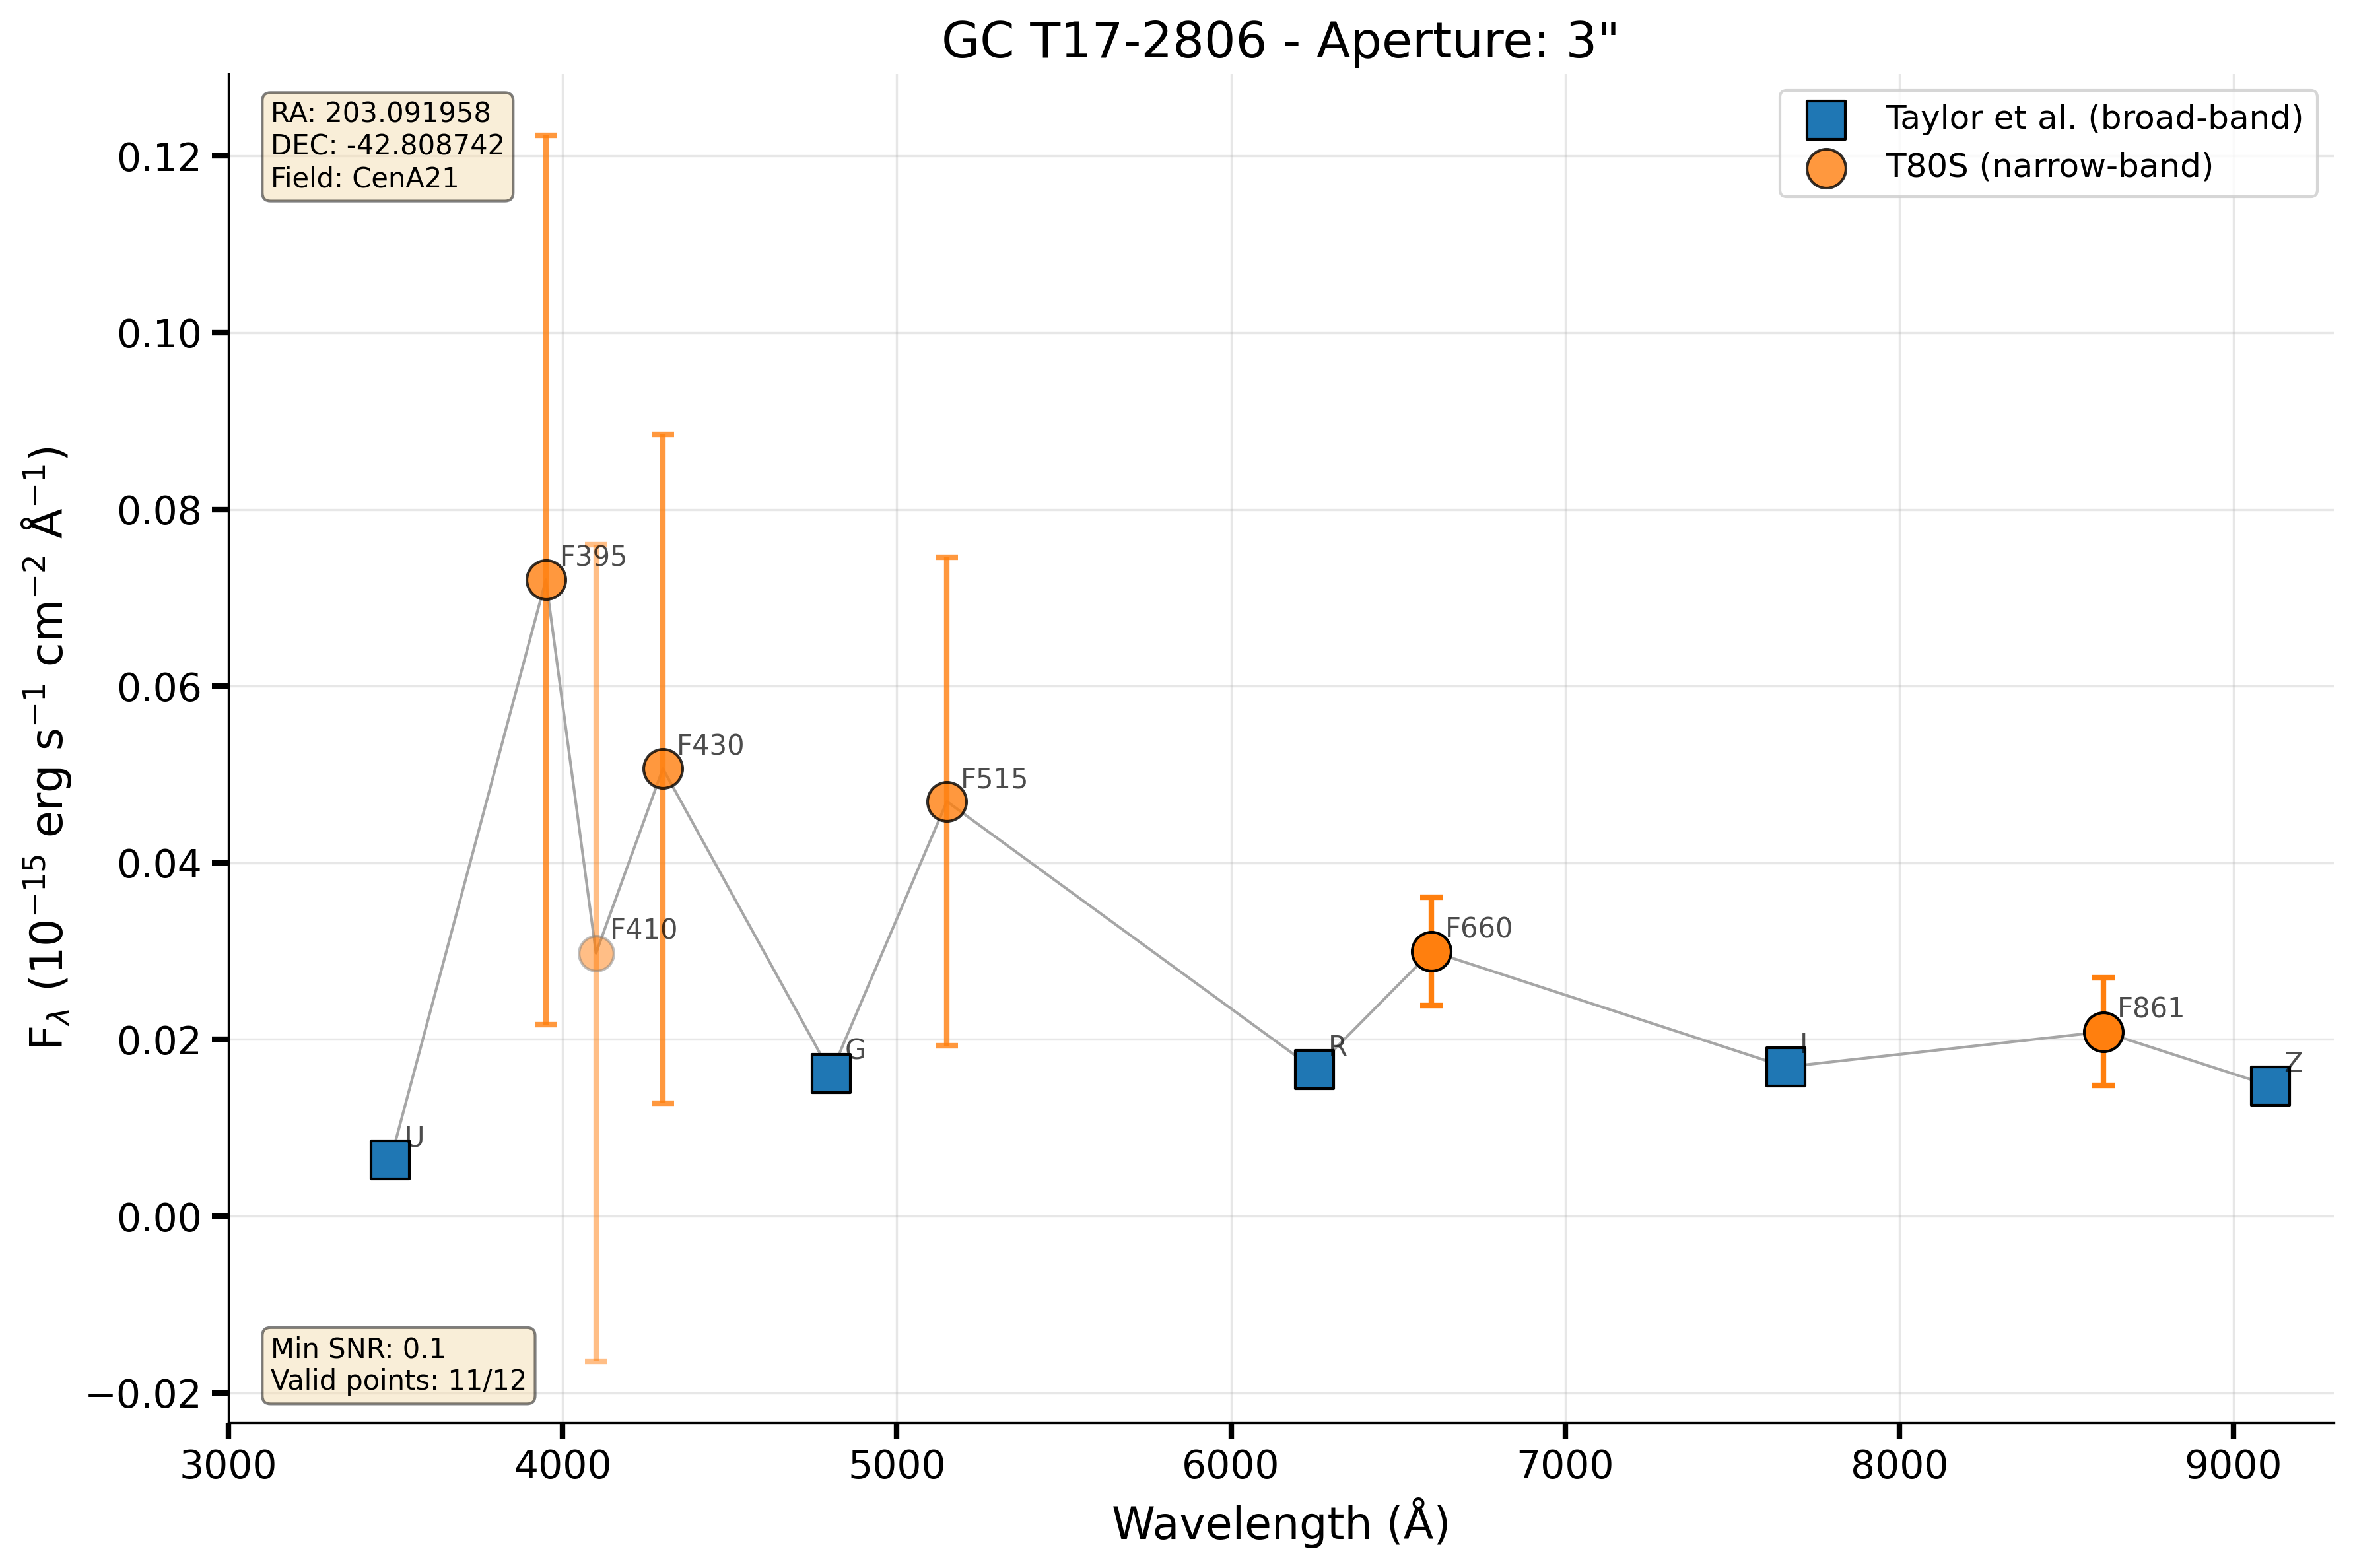 GC T17-2806 - Aperture: 3"
RA: 203.091958
DEC: -42.808742
Field: CenA21
Taylor et al. (broad-band)
T80S (narrow-band)
0.12
0.10
0.08
0.06
0.04
0.02
0.00
−0.02
F_λ (10⁻¹⁵ erg s⁻¹ cm⁻² Å⁻¹)
U
F395
F410
F430
G
F515
R
F660
I
F861
Z
Min SNR: 0.1
Valid points: 11/12
3000 4000 5000 6000 7000 8000 9000
Wavelength (Å)